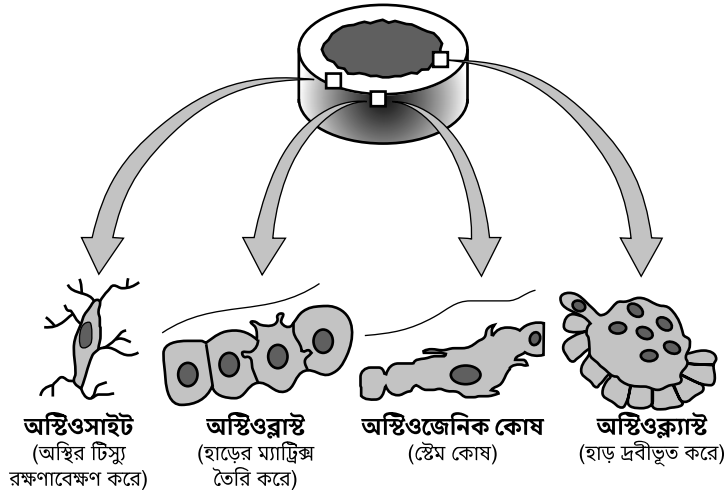 অস্টিওসাইট
(অস্থির টিস্যু
রক্ষণাবেক্ষণ করে)
অস্টিওব্লাস্ট
(হাড়ের ম্যাট্রিক্স
তৈরি করে)
অস্টিওজেনিক কোষ
(স্টেম কোষ)
অস্টিওক্ল্যাস্ট
(হাড় দ্রবীভূত করে)